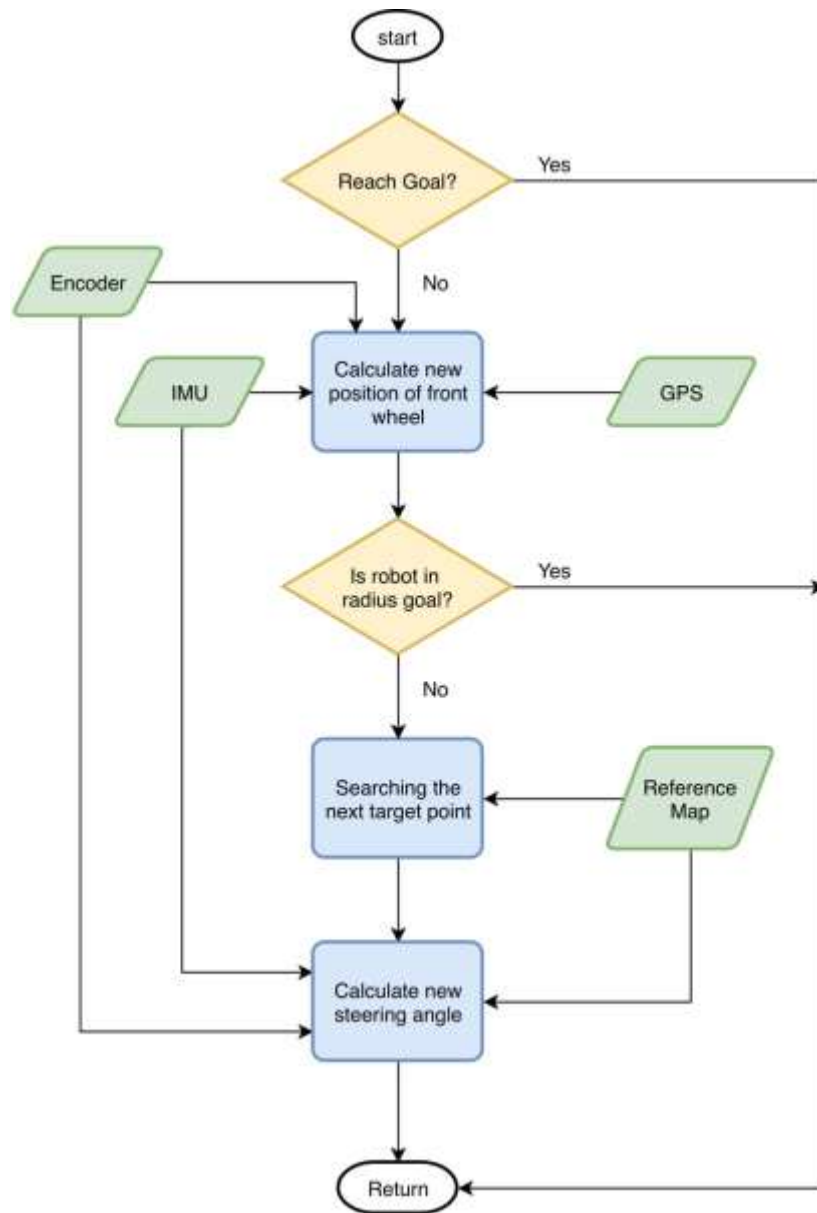 start
Reach Goal?
Yes
No
Encoder
IMU
Calculate new
position of front
wheel
GPS
Is robot in
radius goal?
Yes
No
Searching the
next target point
Reference
Map
Calculate new
steering angle
Return